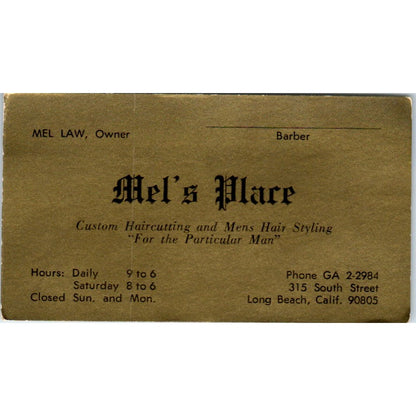 MEL LAW, Owner
Barber
Mel's Place
Custom Haircutting and Mens Hair Styling
"For the Particular Man"
Hours: Daily 9 to 6
Saturday 8 to 6
Closed Sun. and Mon.
Phone GA 2-2984
315 South Street
Long Beach, Calif. 90805